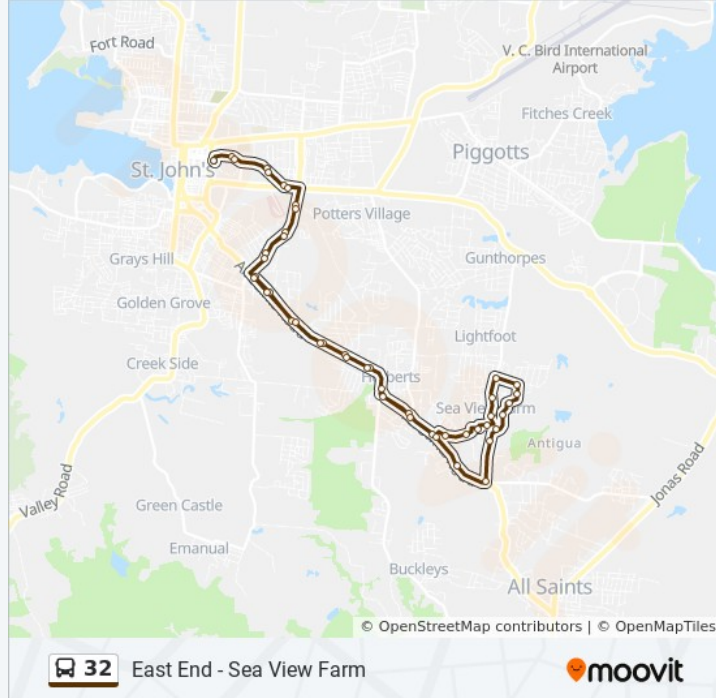 Fort Road
V. C. Bird International
Airport
Fitches Creek
Piggotts
St. John's
Potters Village
Grays Hill
Gunthorpes
Golden Grove
Lightfoot
Creek Side
Sea View Farm
Antigua
Jonas Road
Valley Road
Green Castle
Emanual
Buckleys
All Saints
© OpenStreetMap contributors | © OpenMapTiles
32 East End - Sea View Farm
moovit